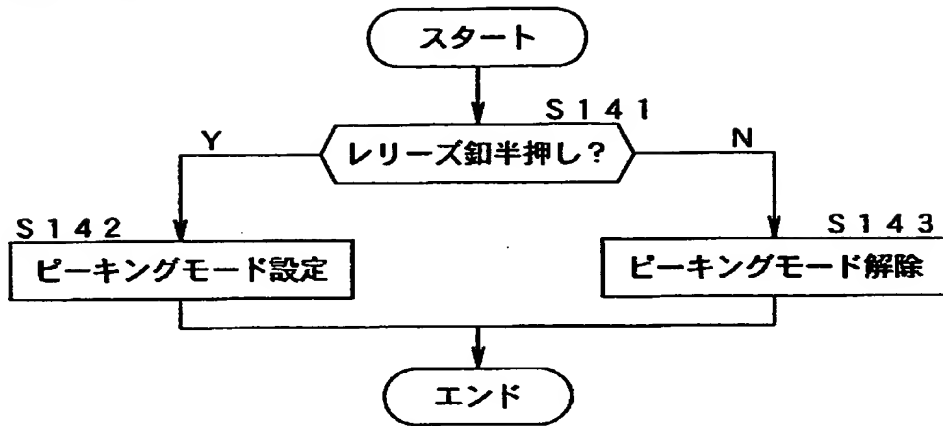 スタート
S141
レリーズ釦半押し？
Y
N
S142
ピーキングモード設定
S143
ピーキングモード解除
エンド